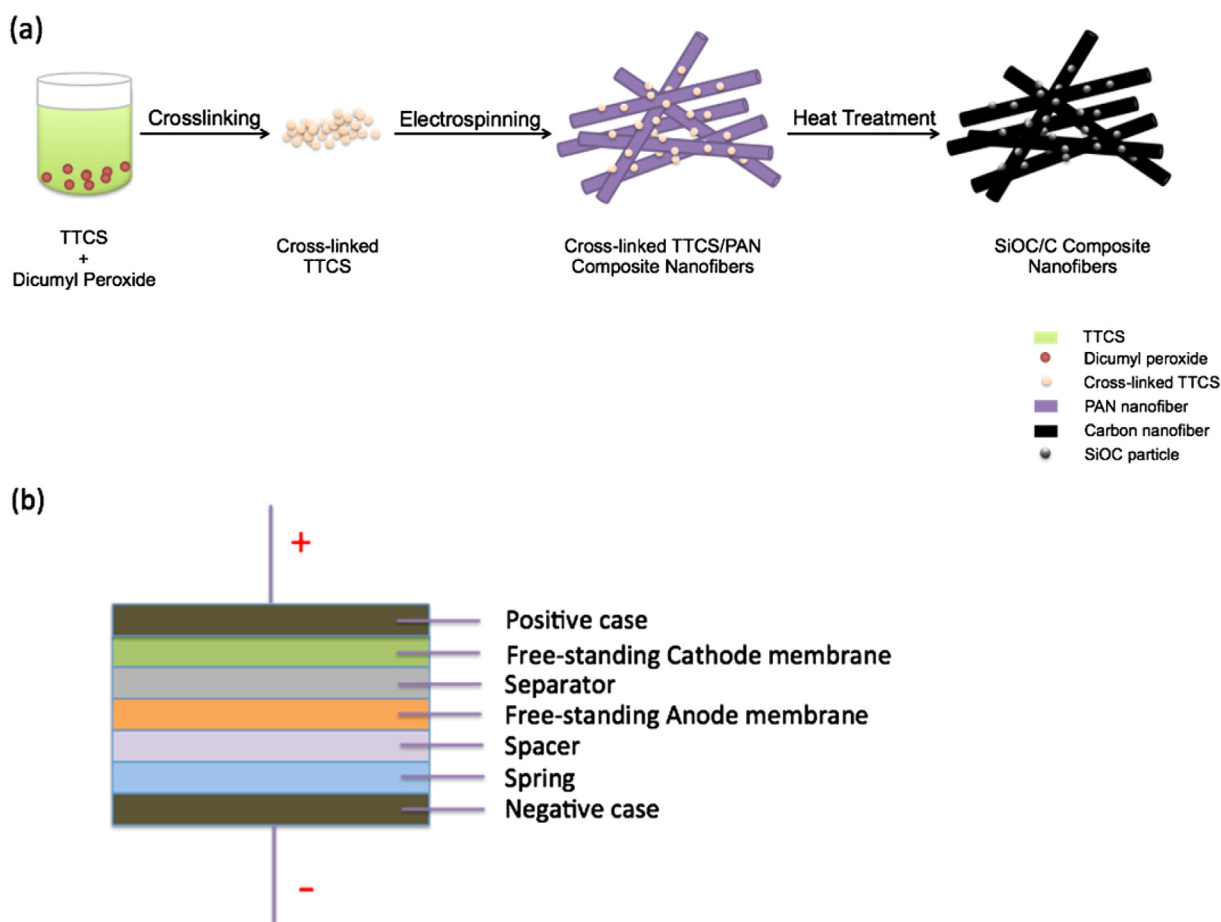 (a)
Crosslinking
Electrospinning
Heat Treatment
TTCS
+
Dicumyl Peroxide
Cross-linked
TTCS
Cross-linked TTCS/PAN
Composite Nanofibers
SiOC/C Composite
Nanofibers
TTCS
Dicumyl peroxide
Cross-linked TTCS
PAN nanofiber
Carbon nanofiber
SiOC particle
(b)
+
Positive case
Free-standing Cathode membrane
Separator
Free-standing Anode membrane
Spacer
Spring
Negative case
-